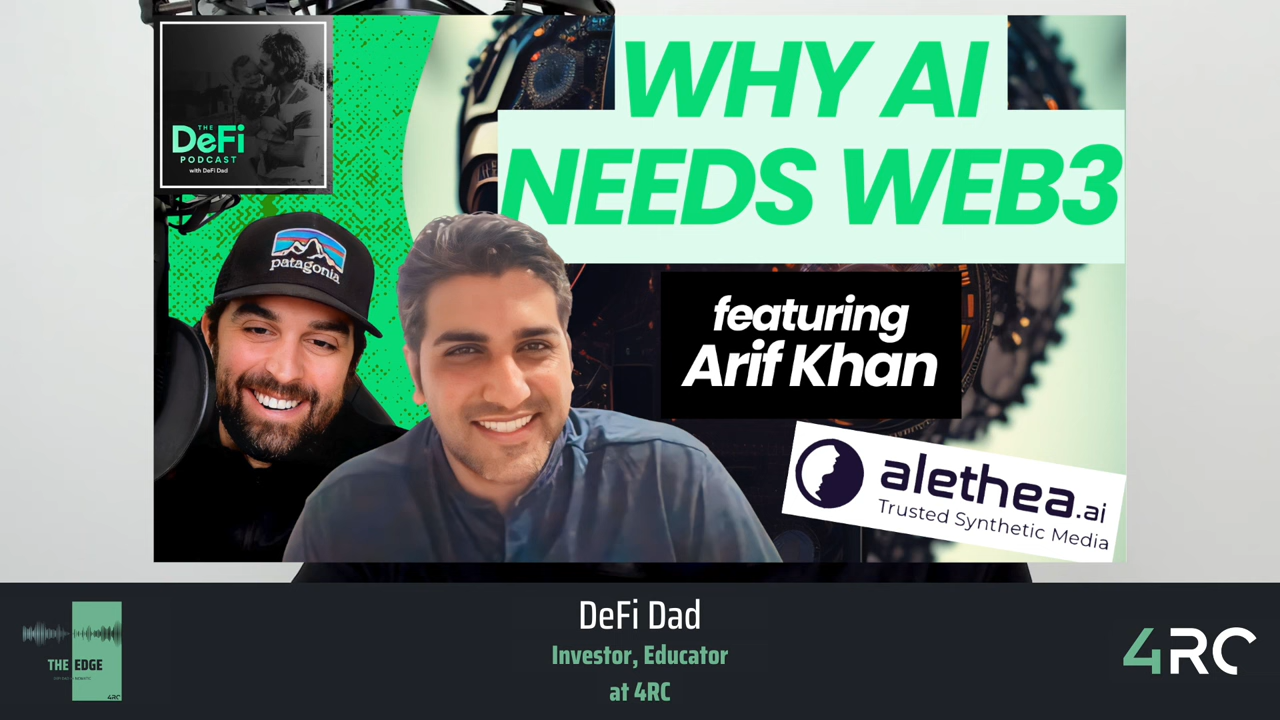 THE
DeFi
PODCAST
with DeFi Dad
WHY AI
NEEDS WEB3
patagonia
featuring
Arif Khan
alethea.ai
Trusted Synthetic Media
DeFi Dad
Investor, Educator
at 4RC
THE EDGE
4RC
4RC